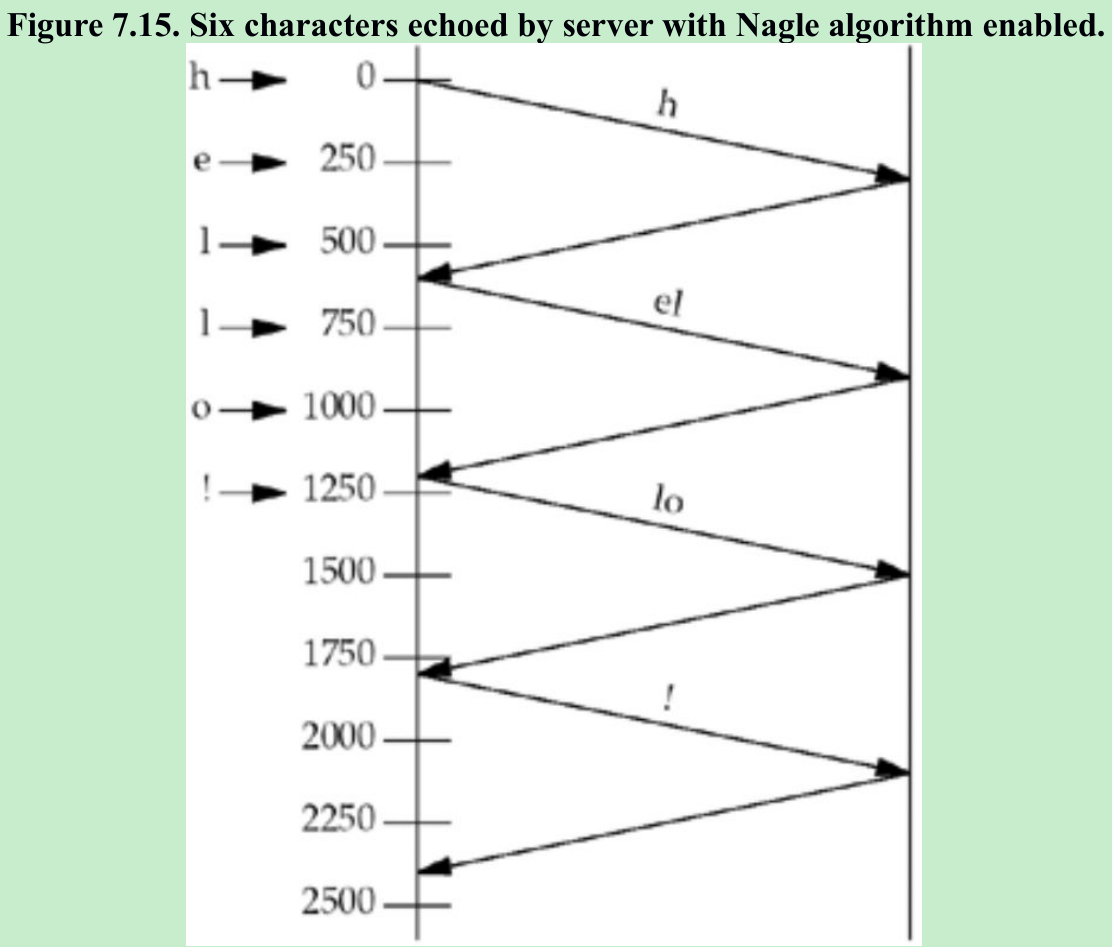 Figure 7.15. Six characters echoed by server with Nagle algorithm enabled.
h 0
h
e 250
l 500
el
l 750
o 1000
! 1250
lo
1500
1750
!
2000
2250
2500